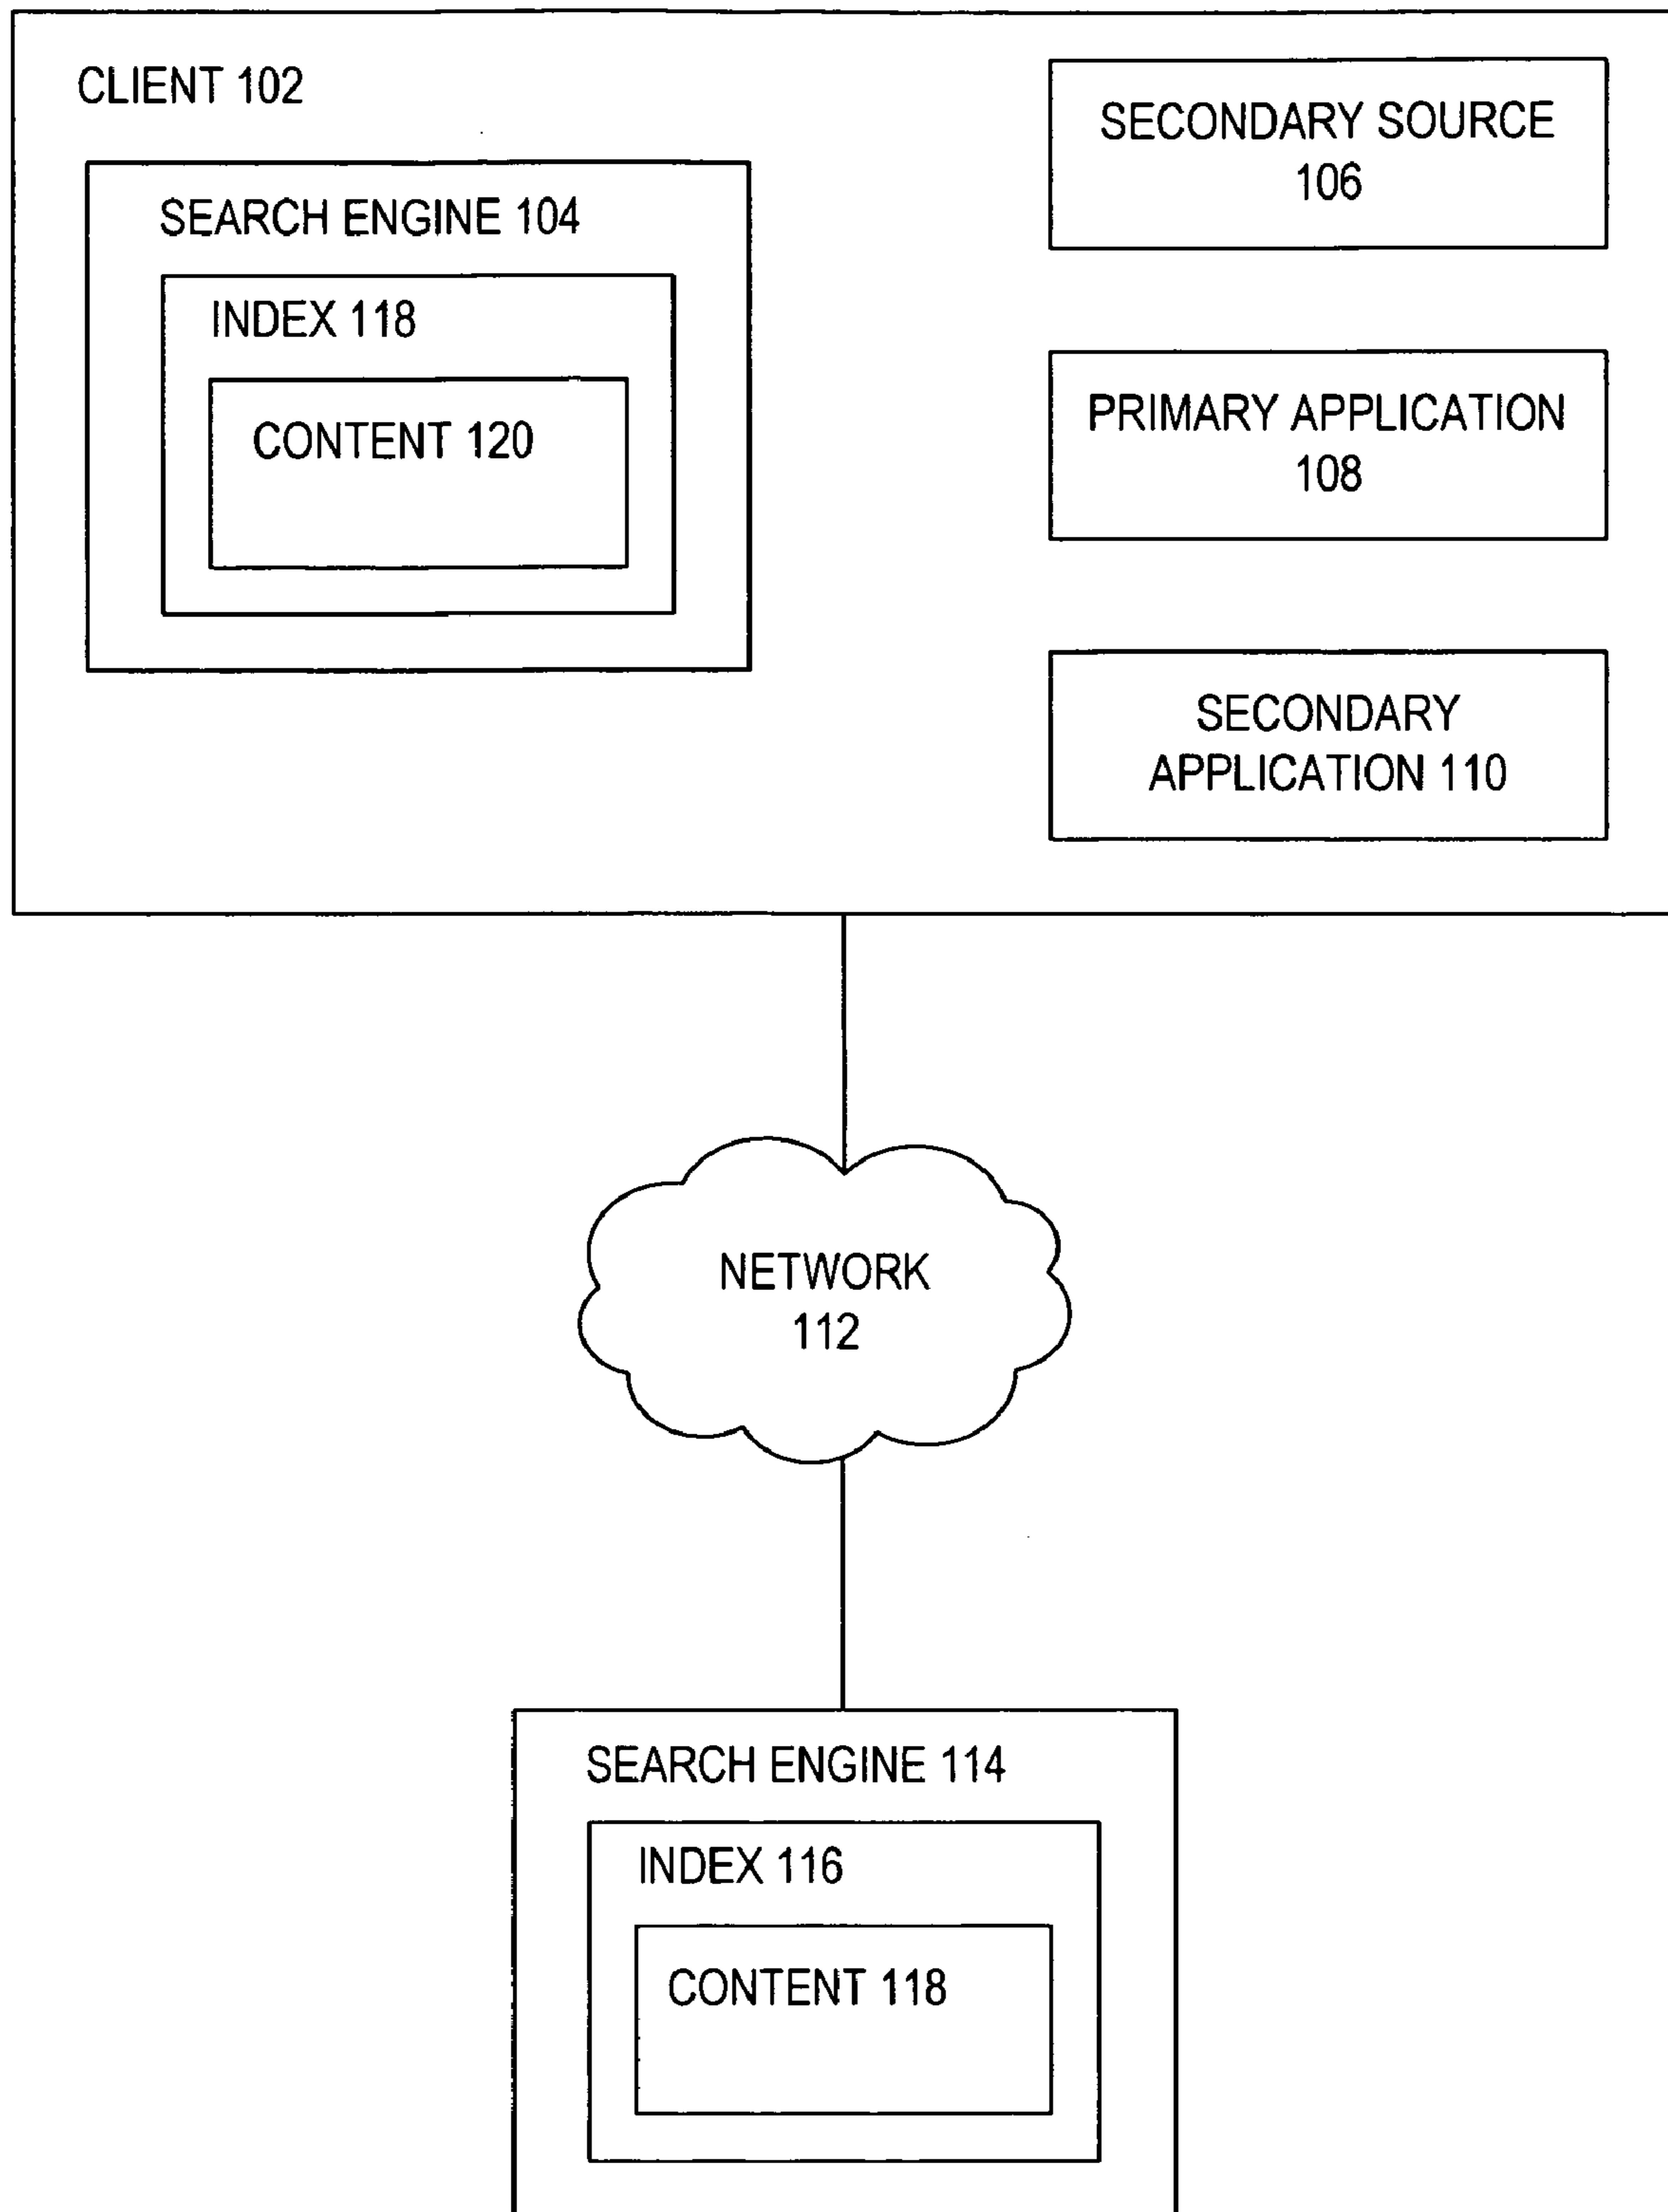 CLIENT 102
SEARCH ENGINE 104
INDEX 118
CONTENT 120
SECONDARY SOURCE
106
PRIMARY APPLICATION
108
SECONDARY
APPLICATION 110
NETWORK
112
SEARCH ENGINE 114
INDEX 116
CONTENT 118